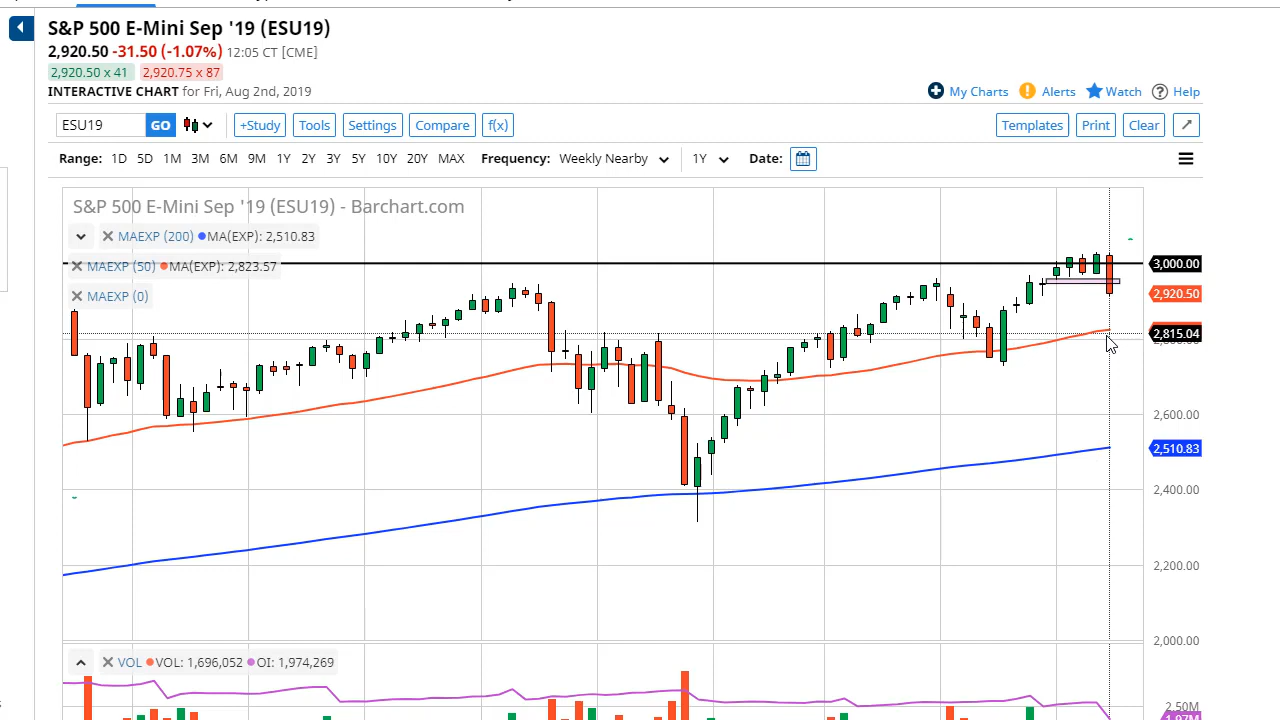 S&P 500 E-Mini Sep '19 (ESU19)
2,920.50 -31.50 (-1.07%) 12:05 CT [CME]
2,920.50 x 41 2,920.75 x 87
INTERACTIVE CHART for Fri, Aug 2nd, 2019
My Charts Alerts Watch Help
ESU19 GO +Study Tools Settings Compare f(x) Templates Print Clear
Range: 1D 5D 1M 3M 6M 9M 1Y 2Y 3Y 5Y 10Y 20Y MAX Frequency: Weekly Nearby 1Y Date:
S&P 500 E-Mini Sep '19 (ESU19) - Barchart.com
MAEXP (200) MA(EXP): 2,510.83
MAEXP (50) MA(EXP): 2,823.57
MAEXP (0)
3,000.00
2,920.50
2,815.04
2,600.00
2,510.83
2,400.00
2,200.00
2,000.00
VOL VOL: 1,696,052 OI: 1,974,269
2.50M